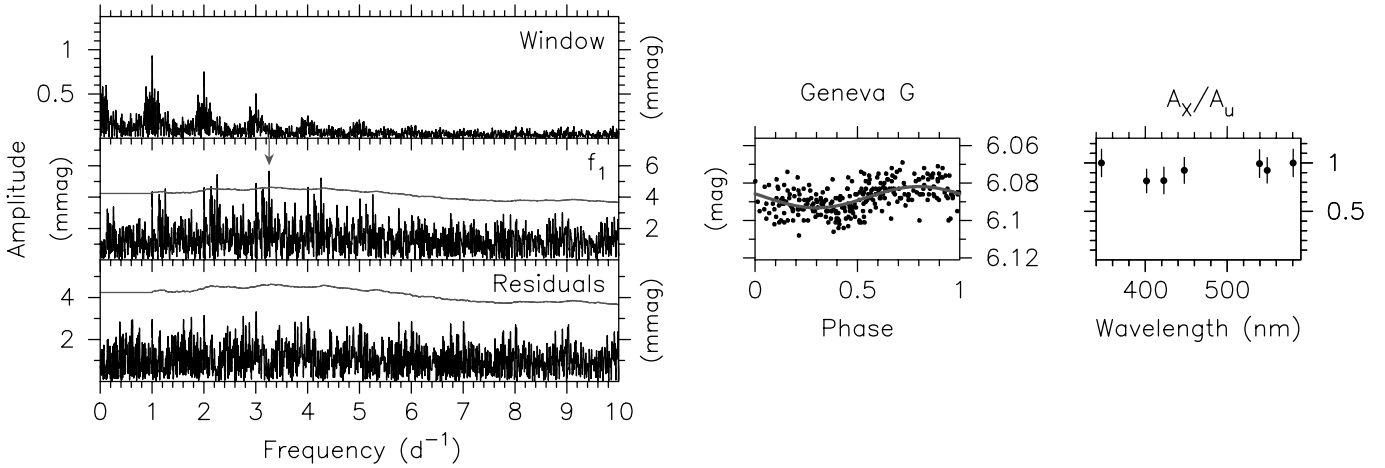 Window
1
0.5
(mmag)
f1
6
4
2
Amplitude
(mmag)
Residuals
4
2
(mmag)
0 1 2 3 4 5 6 7 8 9 10
Frequency (d⁻¹)
Geneva G
6.06
6.08
6.1
6.12
(mag)
0 0.5 1
Phase
Ax/Au
1
0.5
400 500
Wavelength (nm)